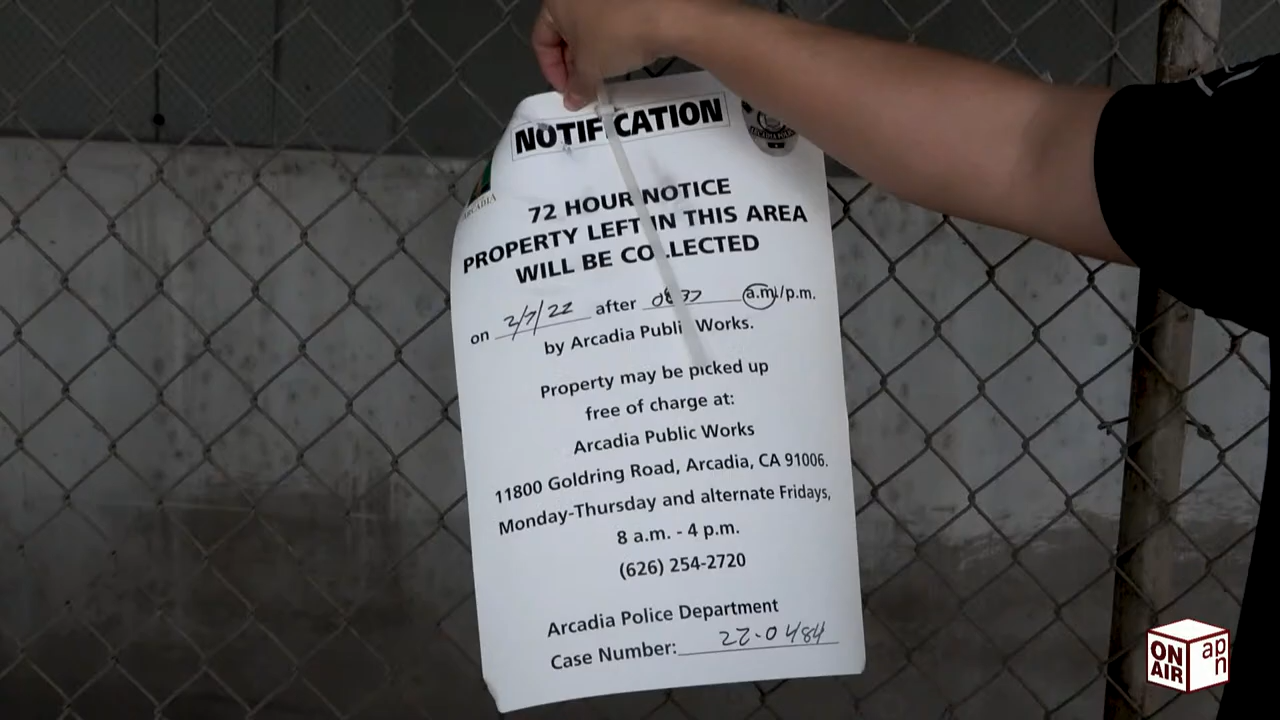 NOTIFICATION
ARCADIA
72 HOUR NOTICE
PROPERTY LEFT IN THIS AREA
WILL BE COLLECTED
on 2/7/22 after a.m./p.m.
by Arcadia Public Works.
Property may be picked up
free of charge at:
Arcadia Public Works
11800 Goldring Road, Arcadia, CA 91006.
Monday-Thursday and alternate Fridays,
8 a.m. - 4 p.m.
(626) 254-2720
Arcadia Police Department
Case Number: 22-0484
ON AIR
apn